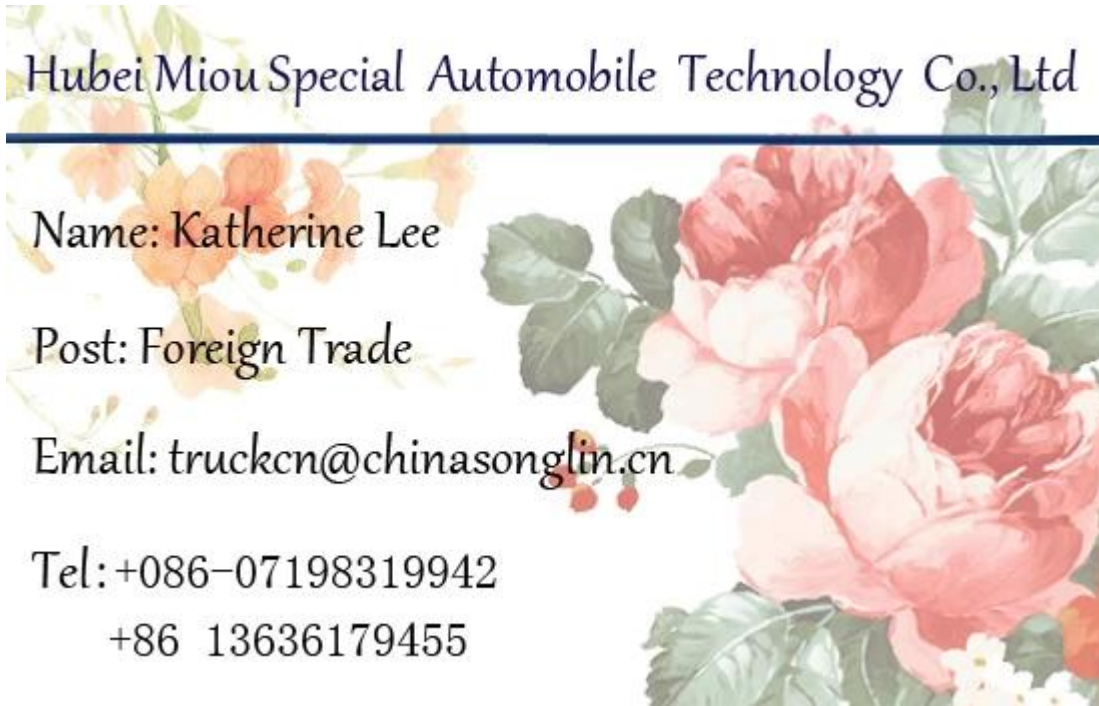 Hubei Miou Special Automobile Technology Co., Ltd
Name: Katherine Lee
Post: Foreign Trade
Email: truckcn@chinasonglin.cn
Tel: +086-07198319942
+86 13636179455